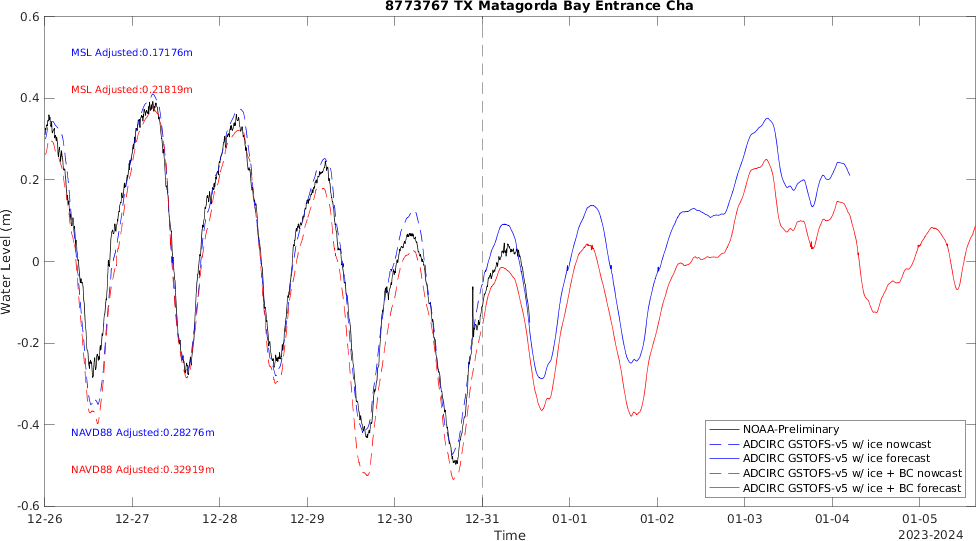 8773767 TX Matagorda Bay Entrance Cha
Water Level (m)
0.6
0.4
0.2
0
-0.2
-0.4
-0.6
MSL Adjusted:0.17176m
MSL Adjusted:0.21819m
NAVD88 Adjusted:0.28276m
NAVD88 Adjusted:0.32919m
NOAA-Preliminary
ADCIRC GSTOFS-v5 w/ ice nowcast
ADCIRC GSTOFS-v5 w/ ice forecast
ADCIRC GSTOFS-v5 w/ ice + BC nowcast
ADCIRC GSTOFS-v5 w/ ice + BC forecast
12-26 12-27 12-28 12-29 12-30 12-31 01-01 01-02 01-03 01-04 01-05
Time
2023-2024